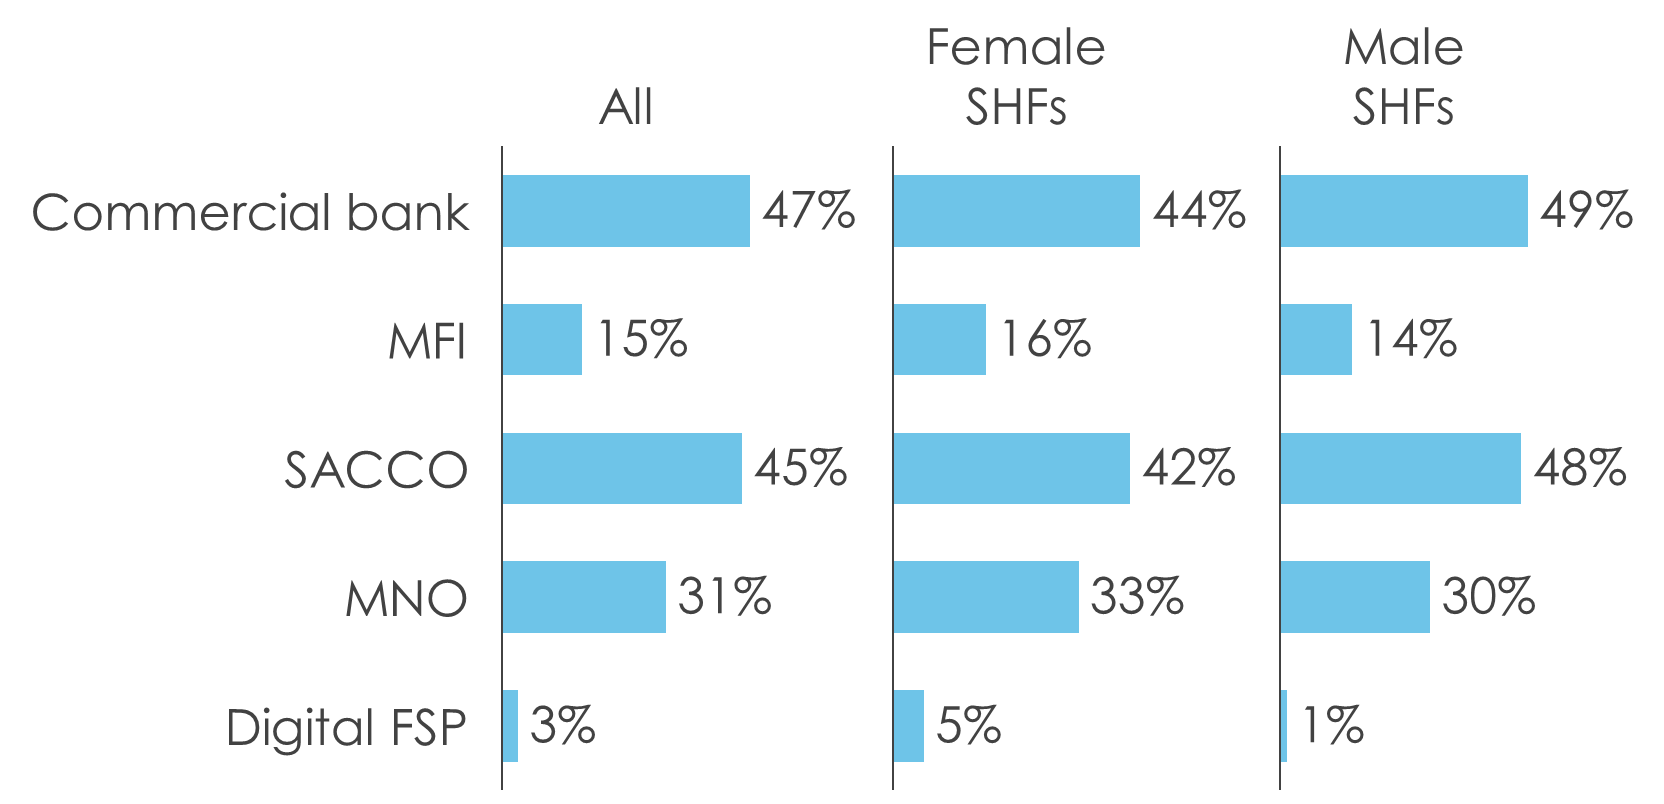 All
Female
SHFs
Male
SHFs
Commercial bank 47% 44% 49%
MFI 15% 16% 14%
SACCO 45% 42% 48%
MNO 31% 33% 30%
Digital FSP 3% 5% 1%